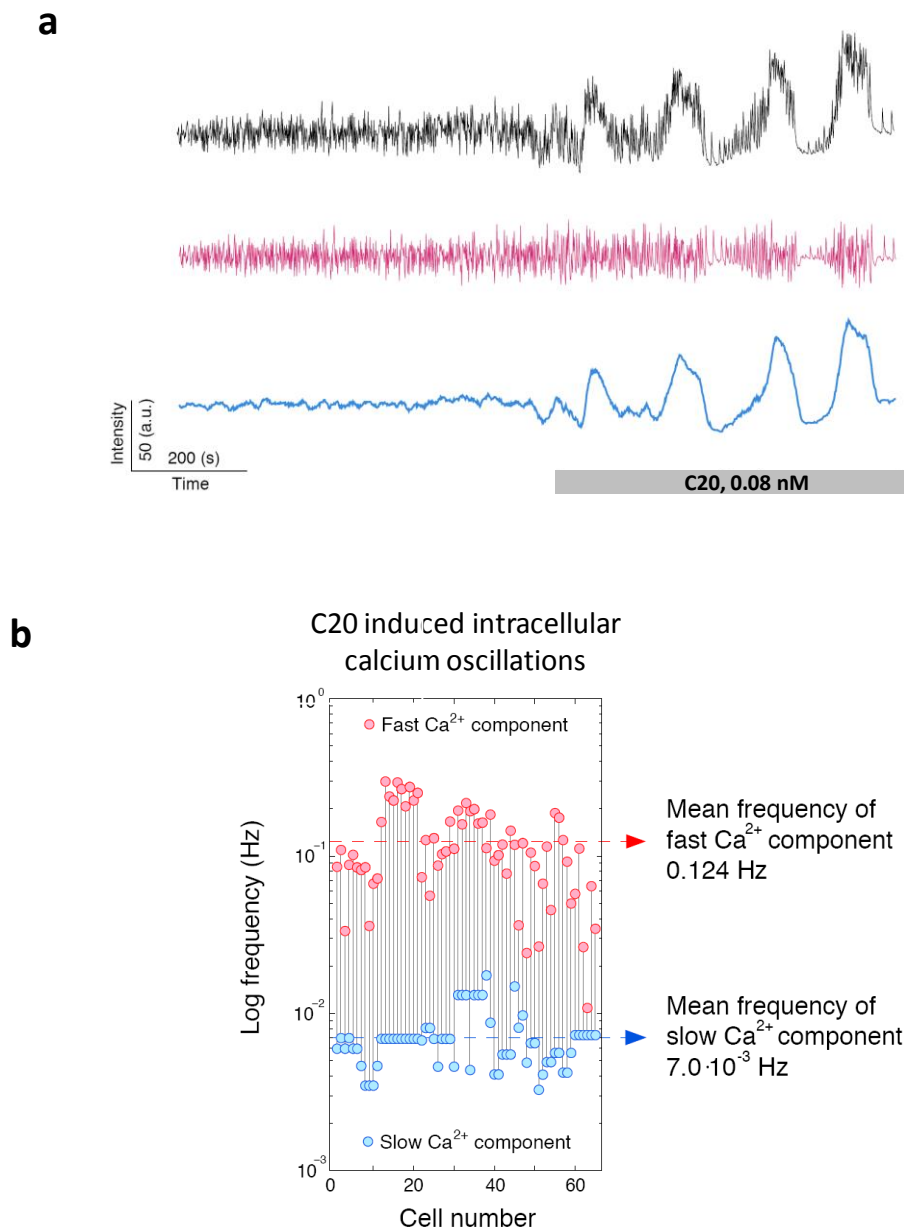 a
Intensity
50 (a.u.)
200 (s)
Time
C20, 0.08 nM
b
C20 induced intracellular
calcium oscillations
10⁰
Fast Ca²⁺ component
Log frequency (Hz)
10⁻¹
10⁻²
Slow Ca²⁺ component
10⁻³
0
20
40
60
Cell number
Mean frequency of
fast Ca²⁺ component
0.124 Hz
Mean frequency of
slow Ca²⁺ component
7.0·10⁻³ Hz